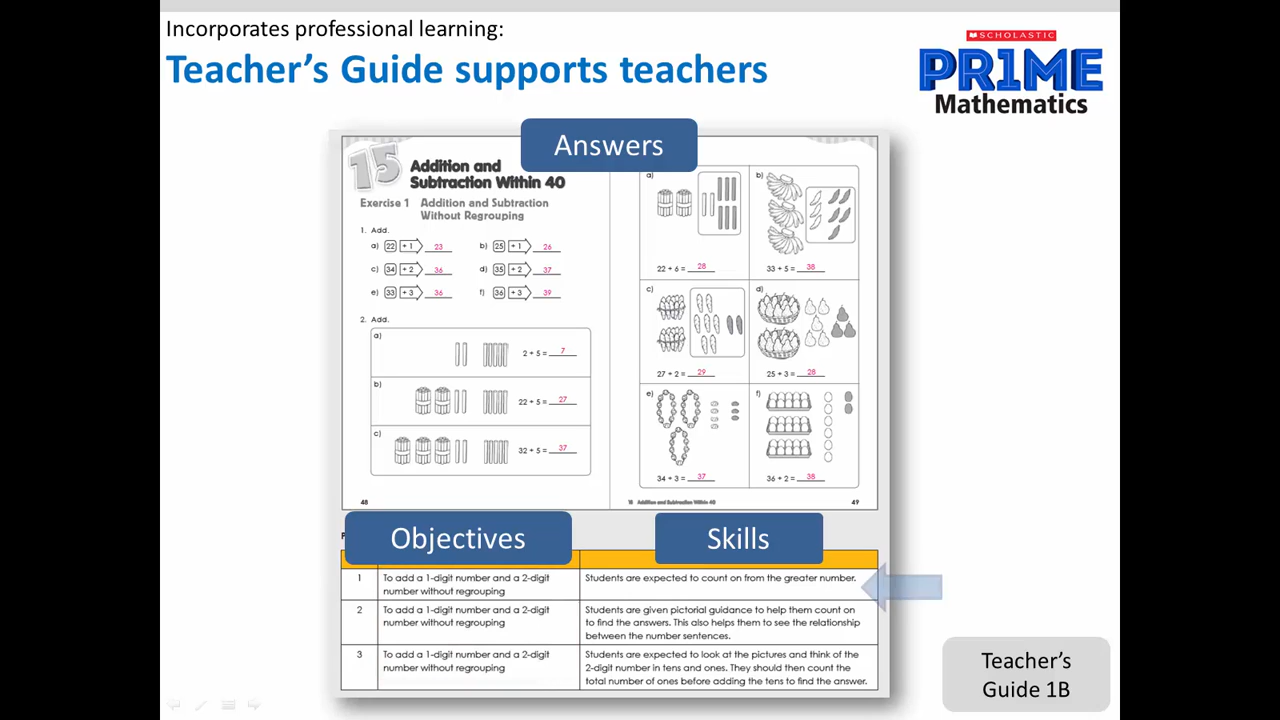 Incorporates professional learning:
Teacher's Guide supports teachers
SCHOLASTIC
PR1ME
Mathematics
Answers
15 Addition and
Subtraction Within 40
Exercise 1 Addition and Subtraction
Without Regrouping
1. Add.
a) 22 + 1 23 b) 25 + 1 26
c) 34 + 2 36 d) 35 + 2 37
e) 33 + 3 36 f) 36 + 3 39
2. Add.
a)
2 + 5 = 7
b)
22 + 5 = 27
c)
32 + 5 = 37
48
a) b)
22 + 6 = 28 33 + 5 = 38
c) d)
27 + 2 = 29 25 + 3 = 28
e) f)
34 + 3 = 37 36 + 2 = 38
15 Addition and Subtraction Within 40 49
Objectives Skills
1 To add a 1-digit number and a 2-digit Students are expected to count on from the greater number.
number without regrouping
2 To add a 1-digit number and a 2-digit Students are given pictorial guidance to help them count on
number without regrouping to find the answers. This also helps them to see the relationship
between the number sentences.
3 To add a 1-digit number and a 2-digit Students are expected to look at the pictures and think of the
number without regrouping 2-digit number in tens and ones. They should then count the
total number of ones before adding the tens to find the answer.
Teacher's
Guide 1B